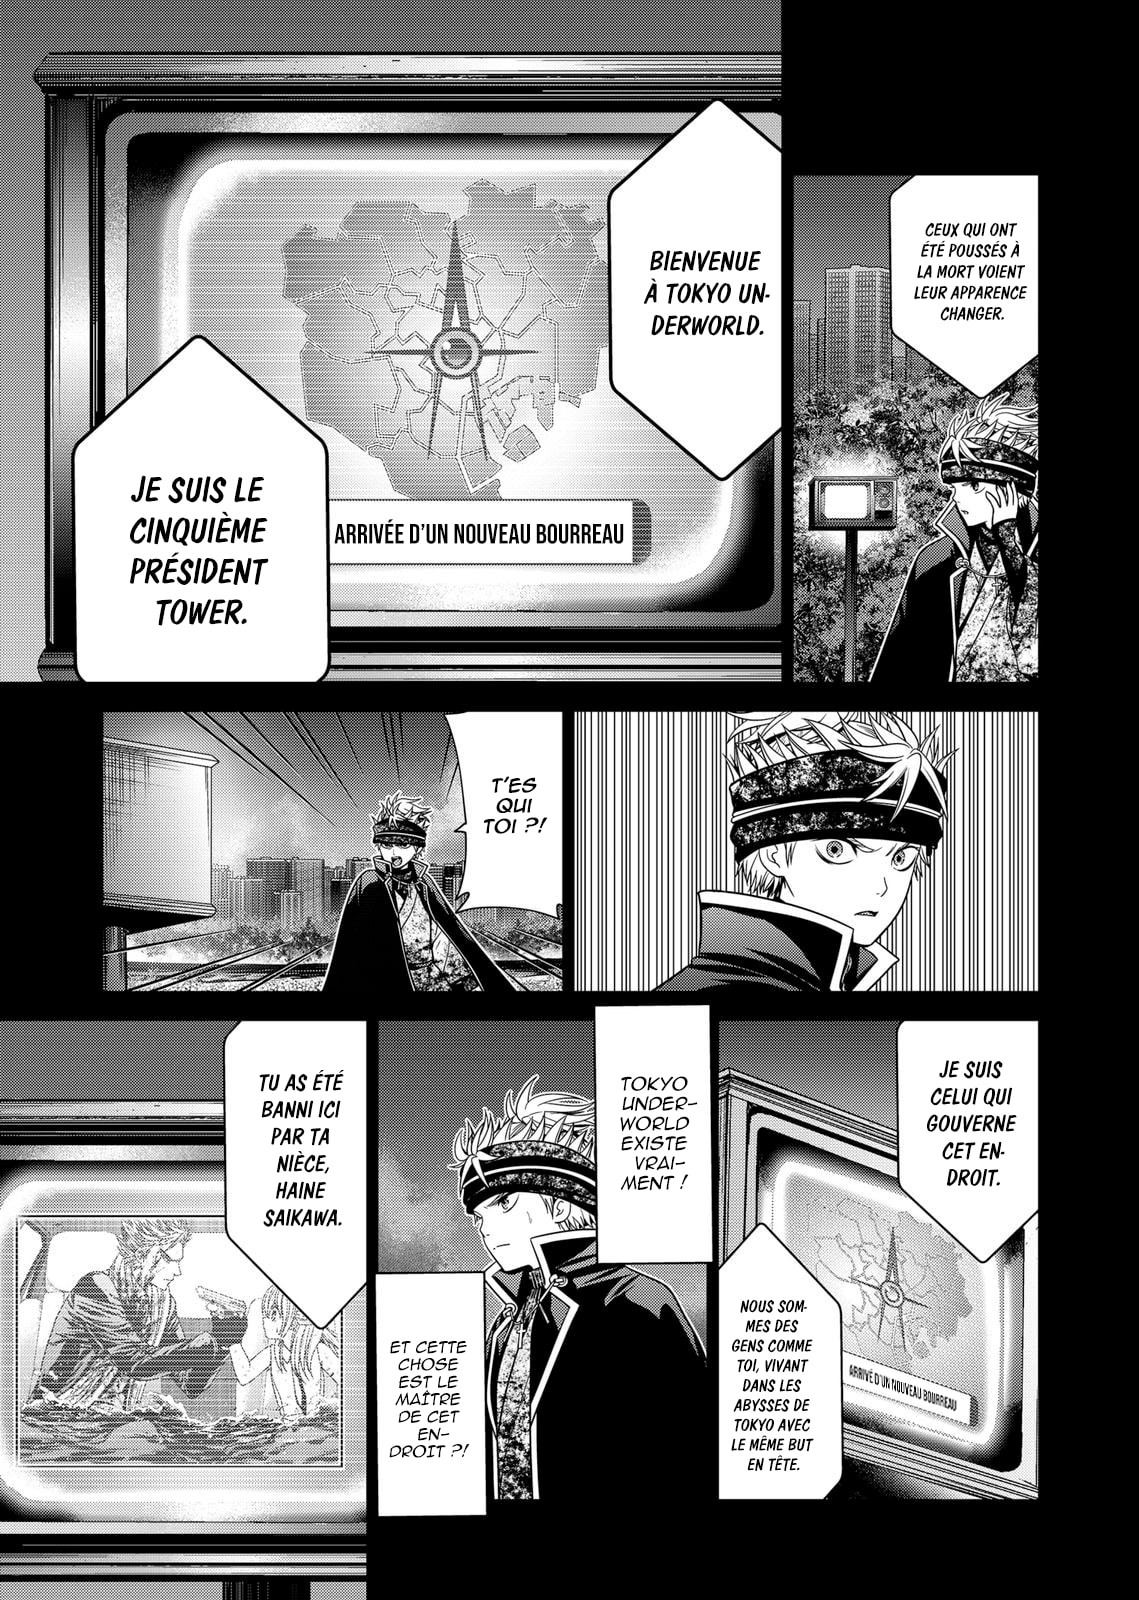 CEUX QUI ONT
ÉTÉ POUSSÉS À
LA MORT VOIENT
LEUR APPARENCE
CHANGER.
BIENVENUE
À TOKYO UN-
DERWORLD.
ARRIVÉE D'UN NOUVEAU BOURREAU
JE SUIS LE
CINQUIÈME
PRÉSIDENT
TOWER.
T'ES
QUI
TOI ?!
JE SUIS
CELUI QUI
GOUVERNE
CET EN-
DROIT.
ARRIVÉ D'UN NOUVEAU BOURREAU
NOUS SOM-
MES DES
GENS COMME
TOI, VIVANT
DANS LES
ABYSSES DE
TOKYO AVEC
LE MÊME BUT
EN TÊTE.
TOKYO
UNDER-
WORLD
EXISTE
VRAI-
MENT !
ET CETTE
CHOSE
EST LE
MAÎTRE
DE CET
EN-
DROIT ?!
TU AS ÉTÉ
BANNI ICI
PAR TA
NIÈCE,
HAINE
SAIKAWA.